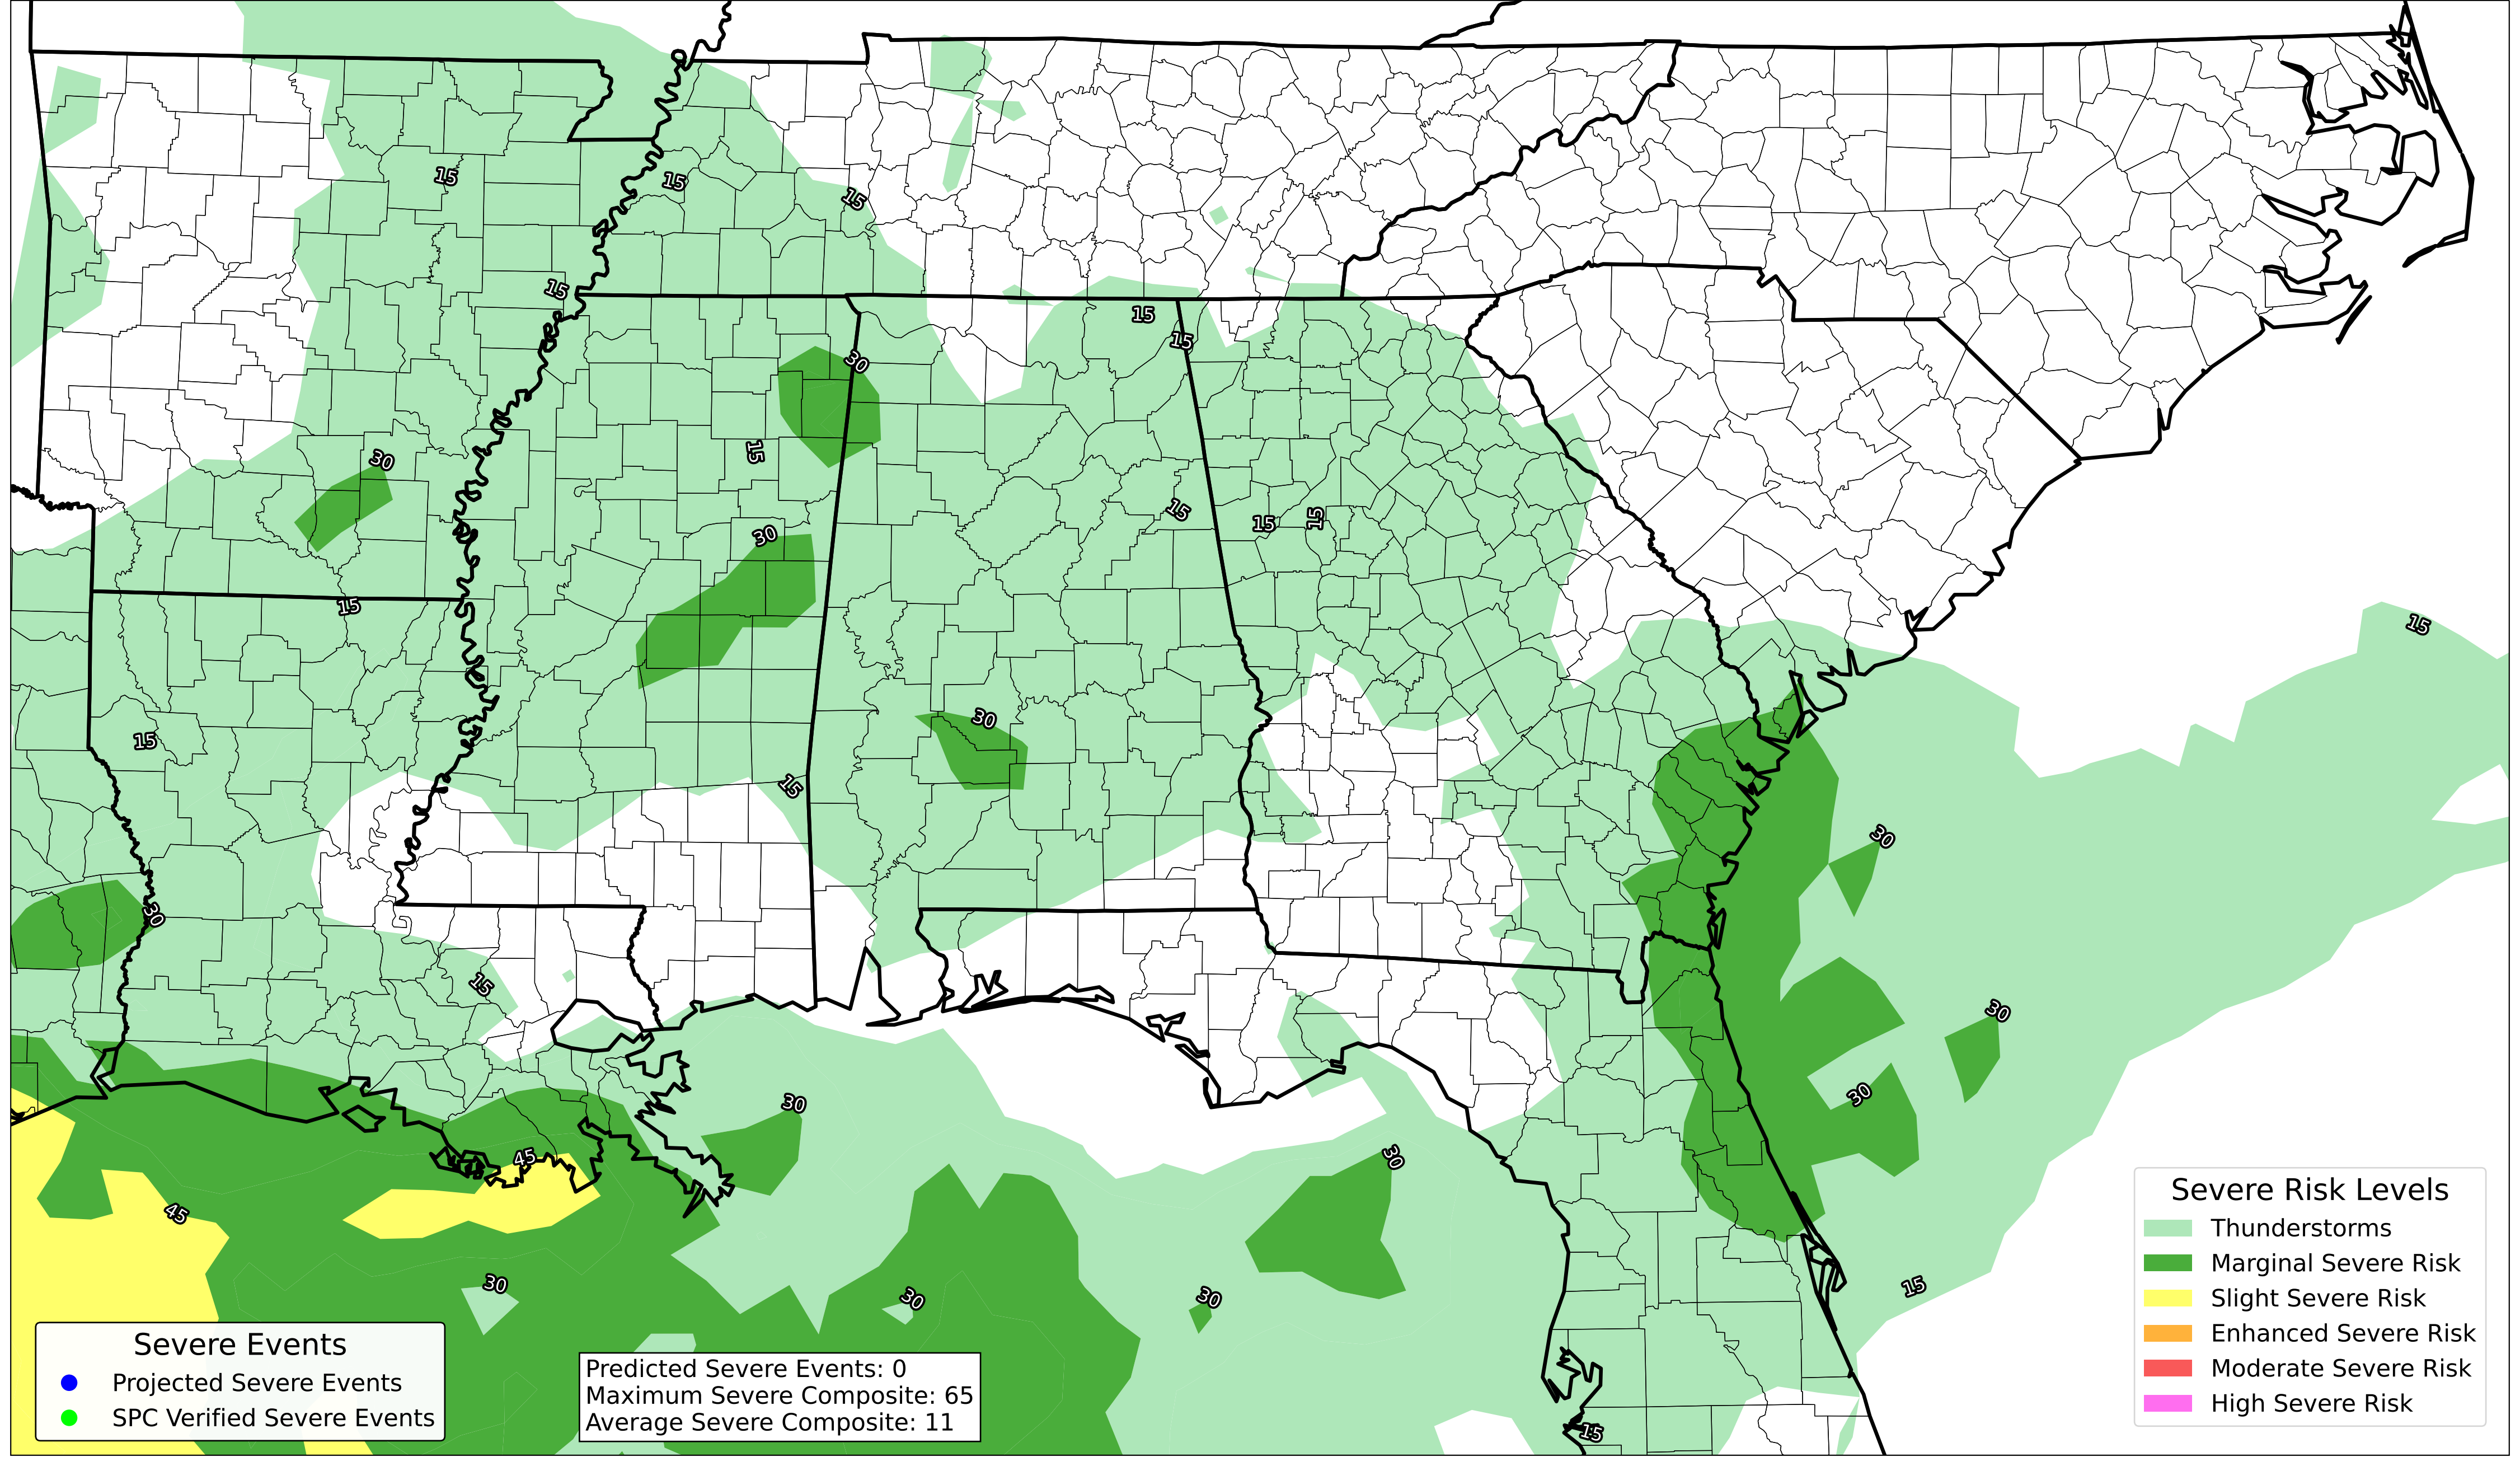 15
15
15
15
15
15
30
30
15
15
15
15
30
15
15
30
15
15
30
30
15
30
30
30
30
45
45
30
30
30
15
15
Severe Risk Levels
Thunderstorms
Marginal Severe Risk
Slight Severe Risk
Enhanced Severe Risk
Moderate Severe Risk
High Severe Risk
Severe Events
Projected Severe Events
SPC Verified Severe Events
Predicted Severe Events: 0
Maximum Severe Composite: 65
Average Severe Composite: 11